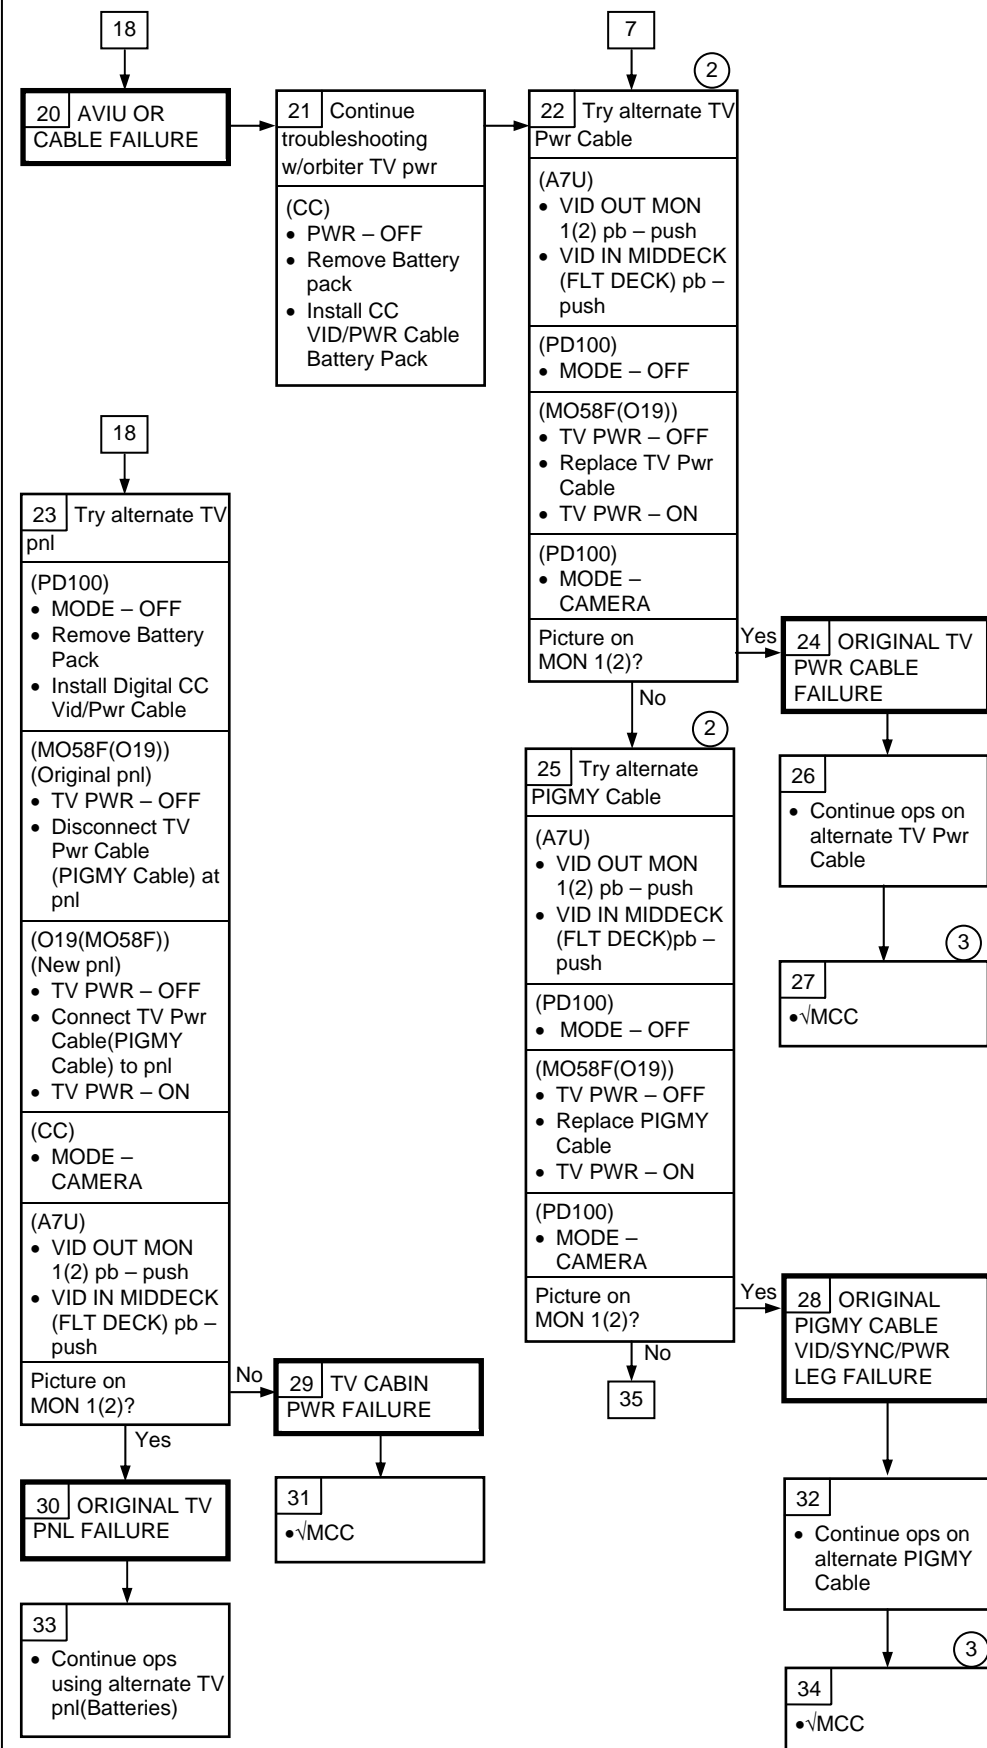 18
20 AVIU OR
CABLE FAILURE
21 Continue
troubleshooting
w/orbiter TV pwr
(CC)
• PWR – OFF
• Remove Battery
pack
• Install CC
VID/PWR Cable
Battery Pack
7
2
22 Try alternate TV
Pwr Cable
(A7U)
• VID OUT MON
1(2) pb – push
• VID IN MIDDECK
(FLT DECK) pb –
push
(PD100)
• MODE – OFF
(MO58F(O19))
• TV PWR – OFF
• Replace TV Pwr
Cable
• TV PWR – ON
(PD100)
• MODE –
CAMERA
Picture on
MON 1(2)?
Yes
No
24 ORIGINAL TV
PWR CABLE
FAILURE
26
• Continue ops on
alternate TV Pwr
Cable
3
27
•√MCC
2
25 Try alternate
PIGMY Cable
(A7U)
• VID OUT MON
1(2) pb – push
• VID IN MIDDECK
(FLT DECK)pb –
push
(PD100)
• MODE – OFF
(MO58F(O19))
• TV PWR – OFF
• Replace PIGMY
Cable
• TV PWR – ON
(PD100)
• MODE –
CAMERA
Picture on
MON 1(2)?
Yes
No
35
28 ORIGINAL
PIGMY CABLE
VID/SYNC/PWR
LEG FAILURE
32
• Continue ops on
alternate PIGMY
Cable
3
34
•√MCC
18
23 Try alternate TV
pnl
(PD100)
• MODE – OFF
• Remove Battery
Pack
• Install Digital CC
Vid/Pwr Cable
(MO58F(O19))
(Original pnl)
• TV PWR – OFF
• Disconnect TV
Pwr Cable
(PIGMY Cable) at
pnl
(O19(MO58F))
(New pnl)
• TV PWR – OFF
• Connect TV Pwr
Cable(PIGMY
Cable) to pnl
• TV PWR – ON
(CC)
• MODE –
CAMERA
(A7U)
• VID OUT MON
1(2) pb – push
• VID IN MIDDECK
(FLT DECK) pb –
push
Picture on
MON 1(2)?
No
Yes
29 TV CABIN
PWR FAILURE
31
•√MCC
30 ORIGINAL TV
PNL FAILURE
33
• Continue ops
using alternate TV
pnl(Batteries)